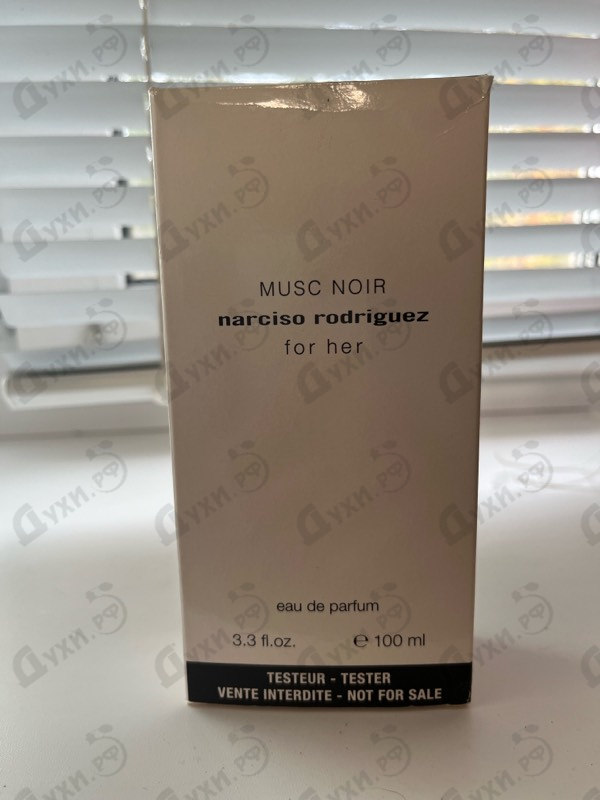 MUSC NOIR
narciso rodriguez
for her
eau de parfum
3.3 fl.oz. ℮ 100 ml
TESTEUR - TESTER
VENTE INTERDITE - NOT FOR SALE
Духи.рф